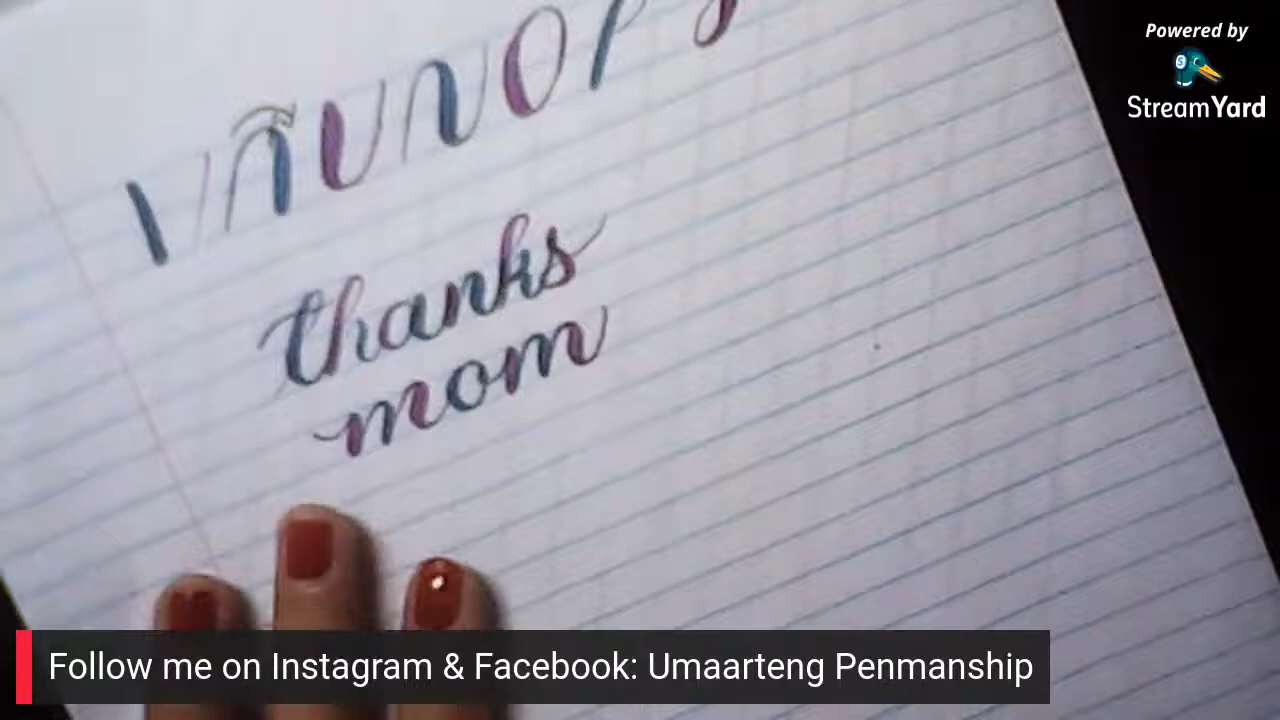 Powered by
StreamYard
thanks
mom
Follow me on Instagram & Facebook: Umaarteng Penmanship